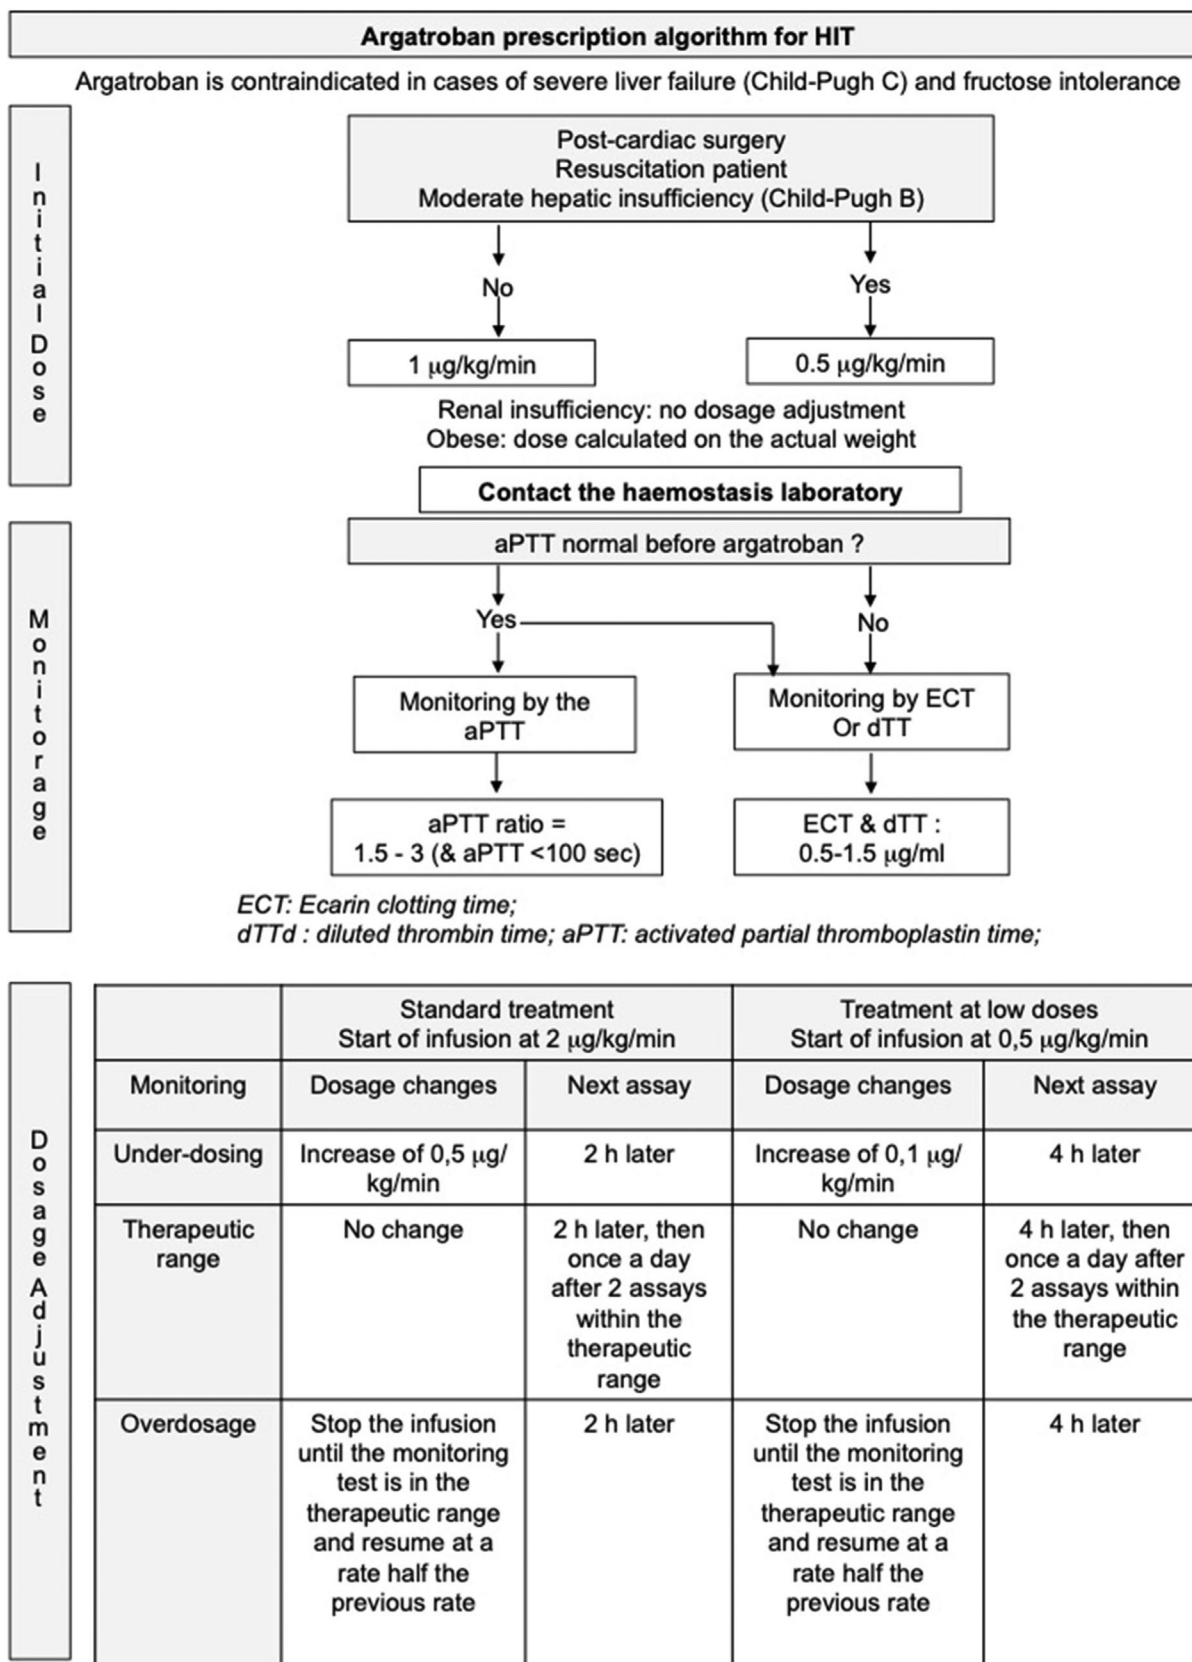 Argatroban prescription algorithm for HIT
Argatroban is contraindicated in cases of severe liver failure (Child-Pugh C) and fructose intolerance
Initial Dose
Post-cardiac surgery
Resuscitation patient
Moderate hepatic insufficiency (Child-Pugh B)
No
Yes
1 μg/kg/min
0.5 μg/kg/min
Renal insufficiency: no dosage adjustment
Obese: dose calculated on the actual weight
Contact the haemostasis laboratory
Monitorage
aPTT normal before argatroban ?
Yes
No
Monitoring by the
aPTT
Monitoring by ECT
Or dTT
aPTT ratio =
1.5 - 3 (& aPTT <100 sec)
ECT & dTT :
0.5-1.5 μg/ml
ECT: Ecarin clotting time;
dTTd : diluted thrombin time; aPTT: activated partial thromboplastin time;
Dosage Adjustment
Standard treatment
Start of infusion at 2 μg/kg/min
Treatment at low doses
Start of infusion at 0,5 μg/kg/min
Monitoring
Dosage changes
Next assay
Dosage changes
Next assay
Under-dosing
Increase of 0,5 μg/
kg/min
2 h later
Increase of 0,1 μg/
kg/min
4 h later
Therapeutic
range
No change
2 h later, then
once a day
after 2 assays
within the
therapeutic
range
No change
4 h later, then
once a day after
2 assays within
the therapeutic
range
Overdosage
Stop the infusion
until the monitoring
test is in the
therapeutic range
and resume at a
rate half the
previous rate
2 h later
Stop the infusion
until the monitoring
test is in the
therapeutic range
and resume at a
rate half the
previous rate
4 h later